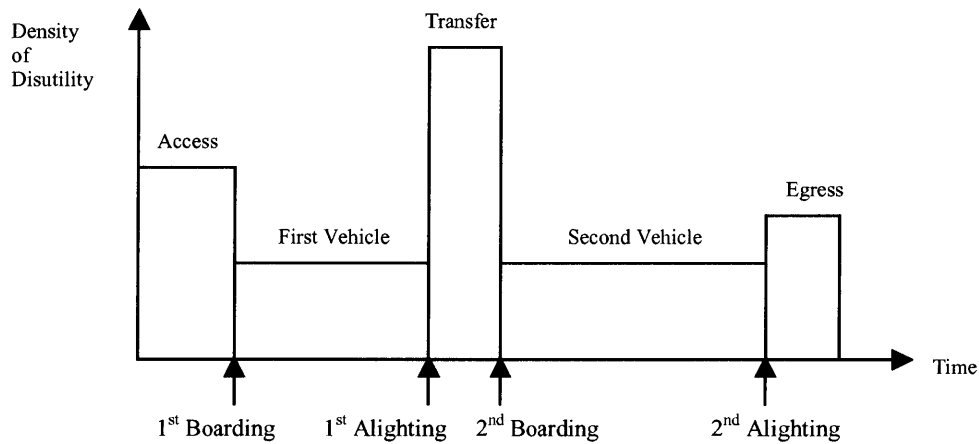 Density
of
Disutility
Transfer
Access
Egress
First Vehicle
Second Vehicle
Time
1st Boarding
1st Alighting
2nd Boarding
2nd Alighting